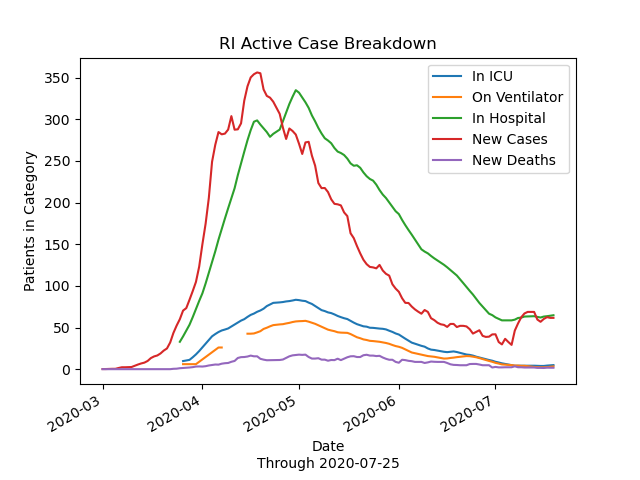 RI Active Case Breakdown
In ICU
On Ventilator
In Hospital
New Cases
New Deaths
Patients in Category
350
300
250
200
150
100
50
0
2020-03
2020-04
2020-05
2020-06
2020-07
Date
Through 2020-07-25